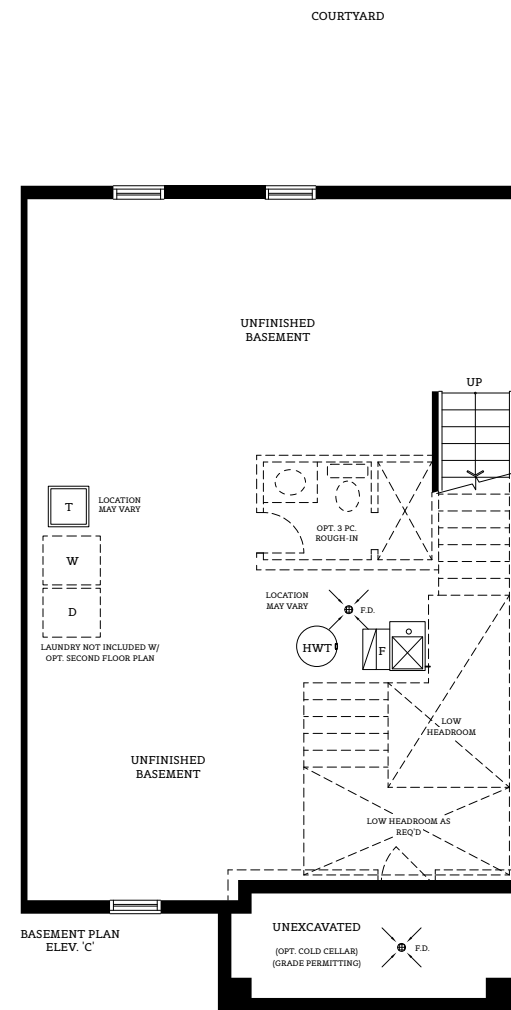 COURTYARD
UNFINISHED
BASEMENT
UP
T
LOCATION
MAY VARY
W
D
LAUNDRY NOT INCLUDED W/
OPT. SECOND FLOOR PLAN
OPT. 3 PC.
ROUGH-IN
LOCATION
MAY VARY
F.D.
HWT
F
LOW
HEADROOM
UNFINISHED
BASEMENT
LOW HEADROOM AS
REQ'D
BASEMENT PLAN
ELEV. 'C'
UNEXCAVATED
(OPT. COLD CELLAR)
(GRADE PERMITTING)
F.D.